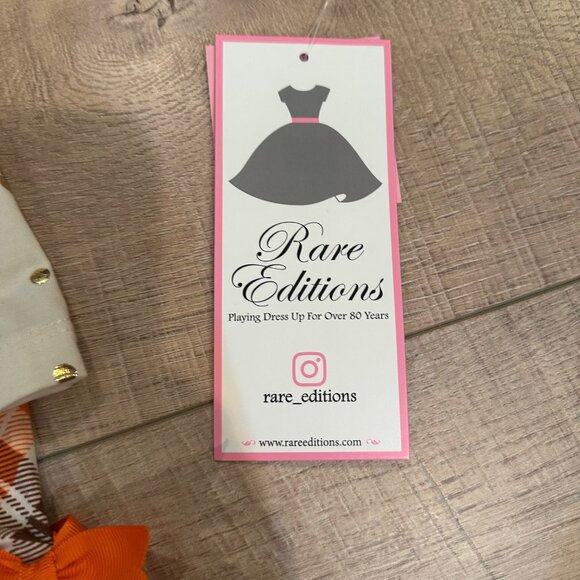 Rare
Editions
Playing Dress Up For Over 80 Years
rare_editions
www.rareeditions.com